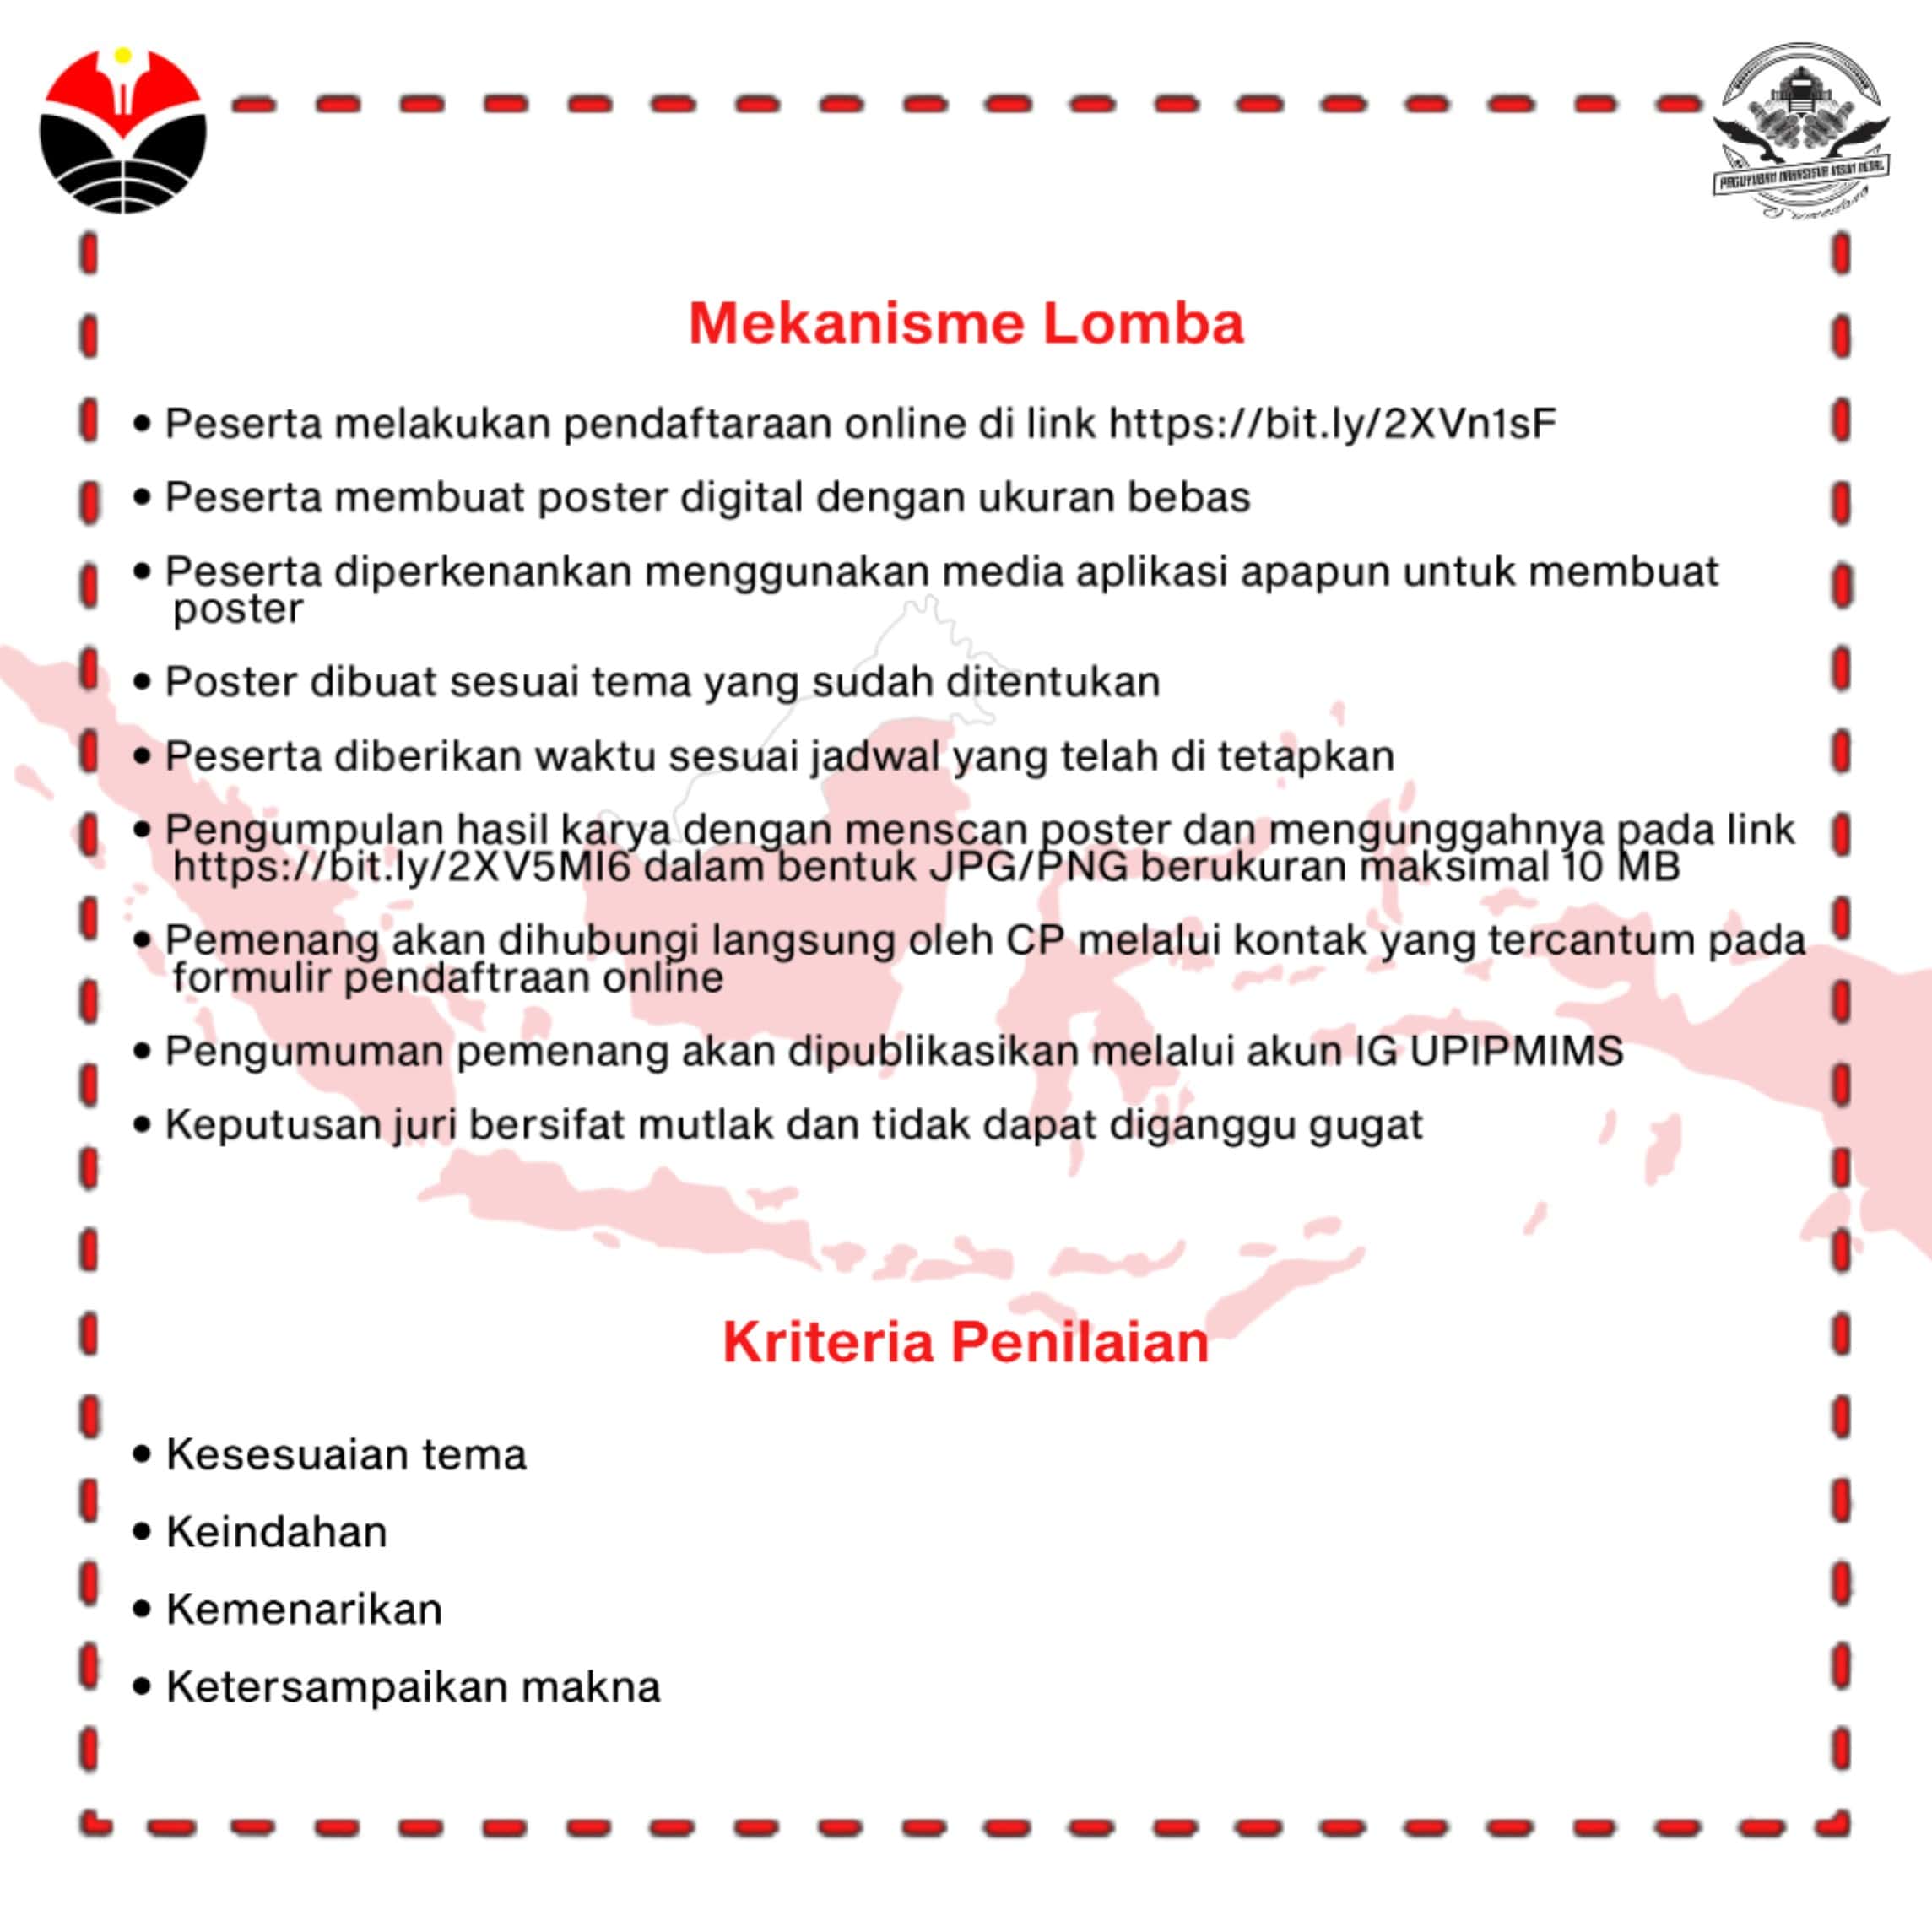 PAGUYUBAN MAHASISWA INSUN MEDAL
Sumedang
Mekanisme Lomba
• Peserta melakukan pendaftaraan online di link https://bit.ly/2XVn1sF
• Peserta membuat poster digital dengan ukuran bebas
• Peserta diperkenankan menggunakan media aplikasi apapun untuk membuat
poster
• Poster dibuat sesuai tema yang sudah ditentukan
• Peserta diberikan waktu sesuai jadwal yang telah di tetapkan
• Pengumpulan hasil karya dengan menscan poster dan mengunggahnya pada link
https://bit.ly/2XV5MI6 dalam bentuk JPG/PNG berukuran maksimal 10 MB
• Pemenang akan dihubungi langsung oleh CP melalui kontak yang tercantum pada
formulir pendaftraan online
• Pengumuman pemenang akan dipublikasikan melalui akun IG UPIPMIMS
• Keputusan juri bersifat mutlak dan tidak dapat diganggu gugat
Kriteria Penilaian
• Kesesuaian tema
• Keindahan
• Kemenarikan
• Ketersampaikan makna